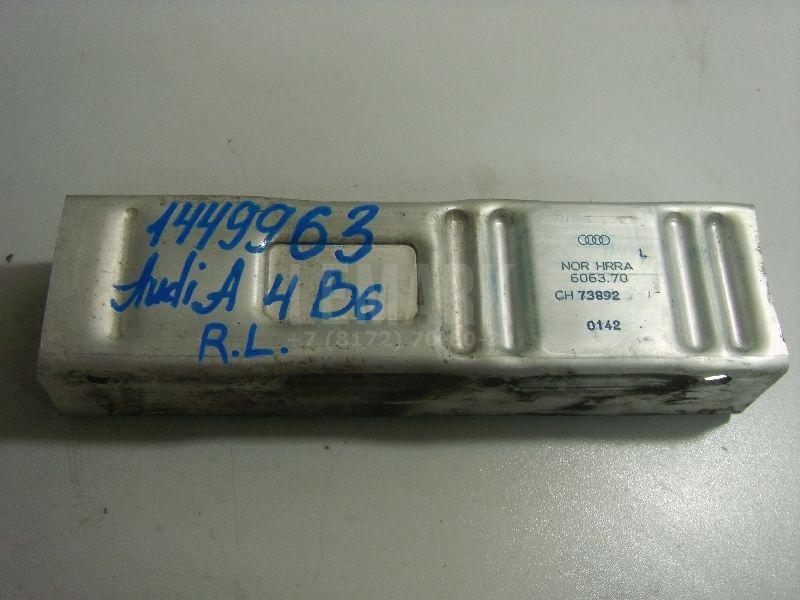 1449963
Audi A 4 B6
R.L.
L
NOR HRRA
6063.70
CH 73892
0142